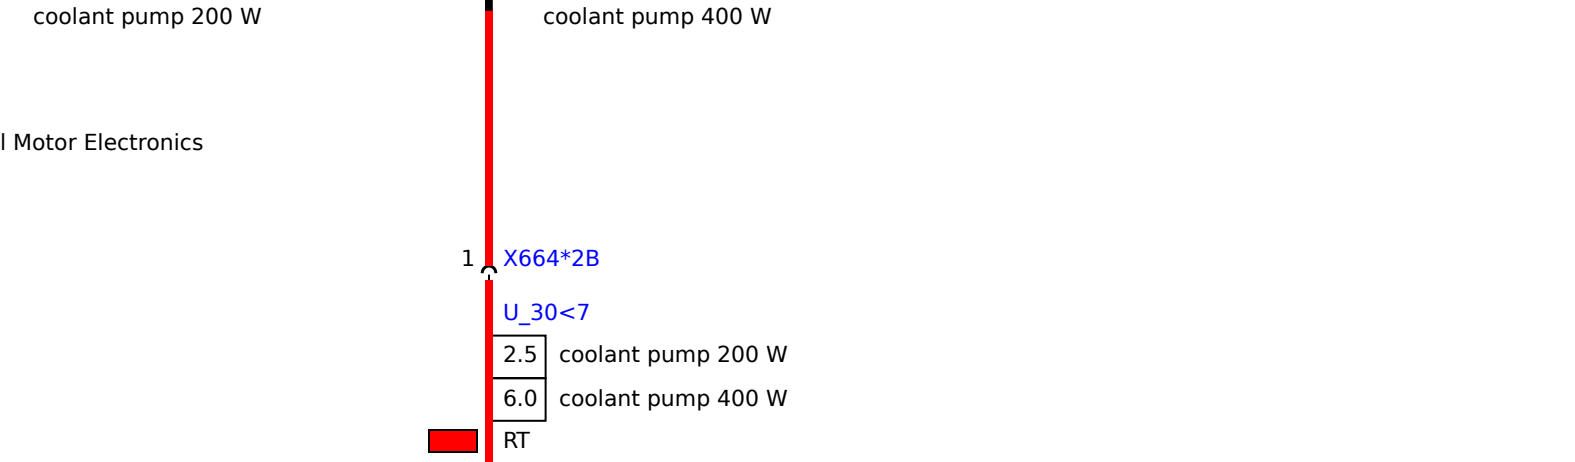 coolant pump 200 W
coolant pump 400 W
l Motor Electronics
1 X664*2B
U_30<7
2.5 coolant pump 200 W
6.0 coolant pump 400 W
RT